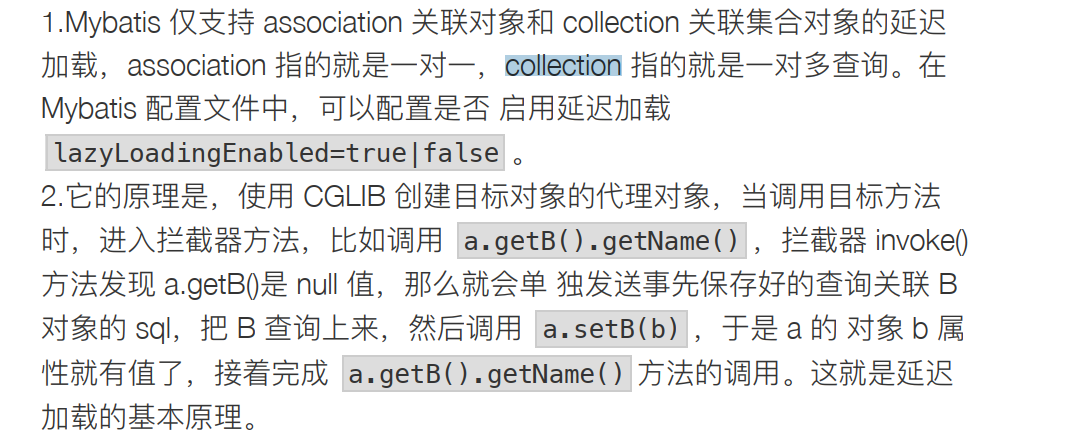 1.Mybatis 仅支持 association 关联对象和 collection 关联集合对象的延迟
加载，association 指的就是一对一，collection 指的就是一对多查询。在
Mybatis 配置文件中，可以配置是否 启用延迟加载
lazyLoadingEnabled=true|false 。
2.它的原理是，使用 CGLIB 创建目标对象的代理对象，当调用目标方法
时，进入拦截器方法，比如调用 a.getB().getName() ，拦截器 invoke()
方法发现 a.getB()是 null 值，那么就会单 独发送事先保存好的查询关联 B
对象的 sql，把 B 查询上来，然后调用 a.setB(b) ，于是 a 的 对象 b 属
性就有值了，接着完成 a.getB().getName() 方法的调用。这就是延迟
加载的基本原理。